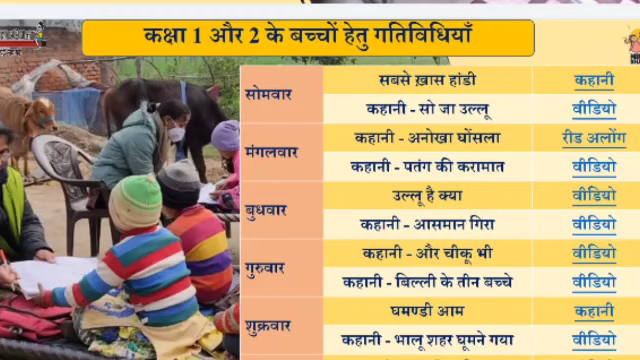 कक्षा 1 और 2 के बच्चों हेतु गतिविधियाँ
सोमवार
सबसे ख़ास हांडी कहानी
कहानी - सो जा उल्लू वीडियो
मंगलवार
कहानी - अनोखा घोंसला रीड अलोंग
कहानी - पतंग की करामात वीडियो
बुधवार
उल्लू है क्या वीडियो
कहानी - आसमान गिरा वीडियो
गुरुवार
कहानी - और चीकू भी वीडियो
कहानी - बिल्ली के तीन बच्चे वीडियो
शुक्रवार
घमण्डी आम कहानी
कहानी - भालू शहर घूमने गया वीडियो